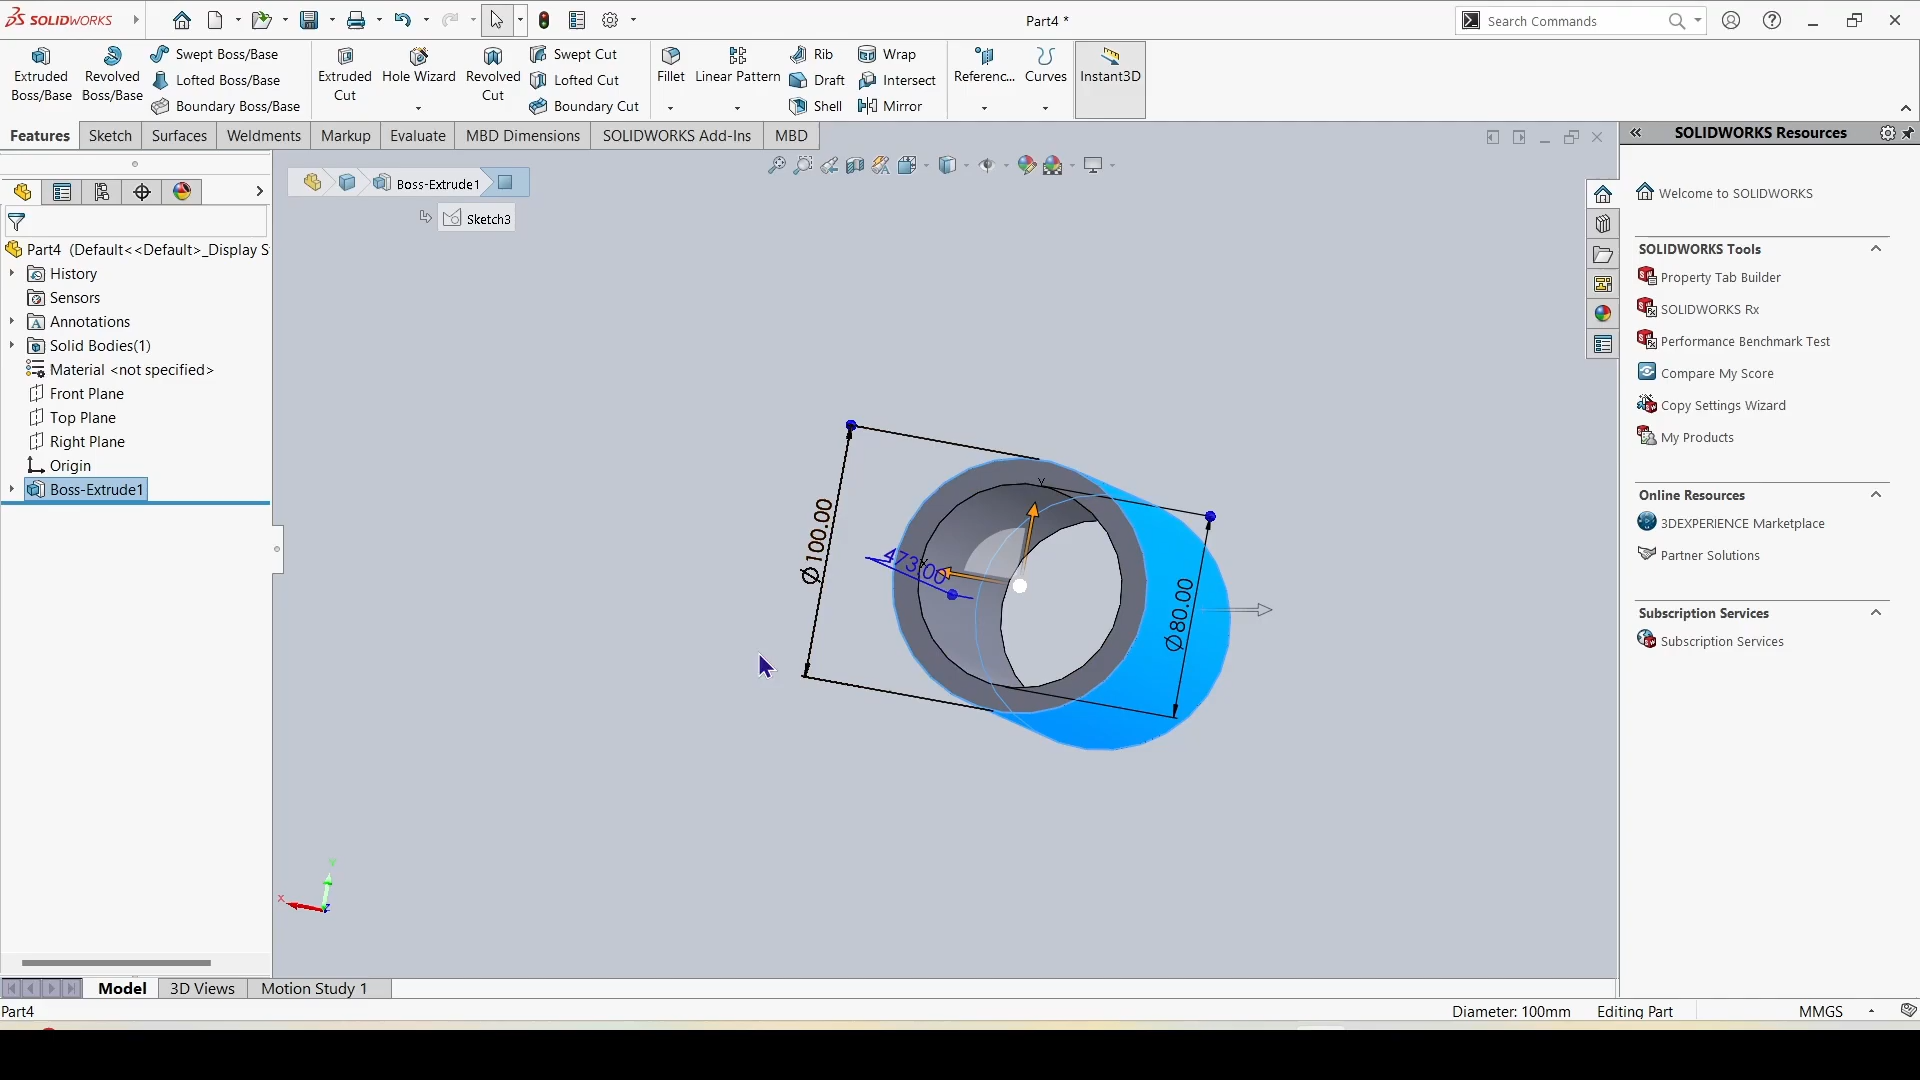 SOLIDWORKS
Part4 *
Search Commands
Extruded Boss/Base
Revolved Boss/Base
Swept Boss/Base
Lofted Boss/Base
Boundary Boss/Base
Extruded Cut
Hole Wizard
Revolved Cut
Swept Cut
Lofted Cut
Boundary Cut
Fillet
Linear Pattern
Rib
Draft
Shell
Wrap
Intersect
Mirror
Referenc...
Curves
Instant3D
Features
Sketch
Surfaces
Weldments
Markup
Evaluate
MBD Dimensions
SOLIDWORKS Add-Ins
MBD
Boss-Extrude1
Sketch3
Part4 (Default<<Default>_Display S
History
Sensors
Annotations
Solid Bodies(1)
Material <not specified>
Front Plane
Top Plane
Right Plane
Origin
Boss-Extrude1
Ø100.00
473.00
Ø80.00
Y
X
Y
Z
SOLIDWORKS Resources
Welcome to SOLIDWORKS
SOLIDWORKS Tools
Property Tab Builder
SOLIDWORKS Rx
Performance Benchmark Test
Compare My Score
Copy Settings Wizard
My Products
Online Resources
3DEXPERIENCE Marketplace
Partner Solutions
Subscription Services
Subscription Services
Model
3D Views
Motion Study 1
Part4
Diameter: 100mm
Editing Part
MMGS